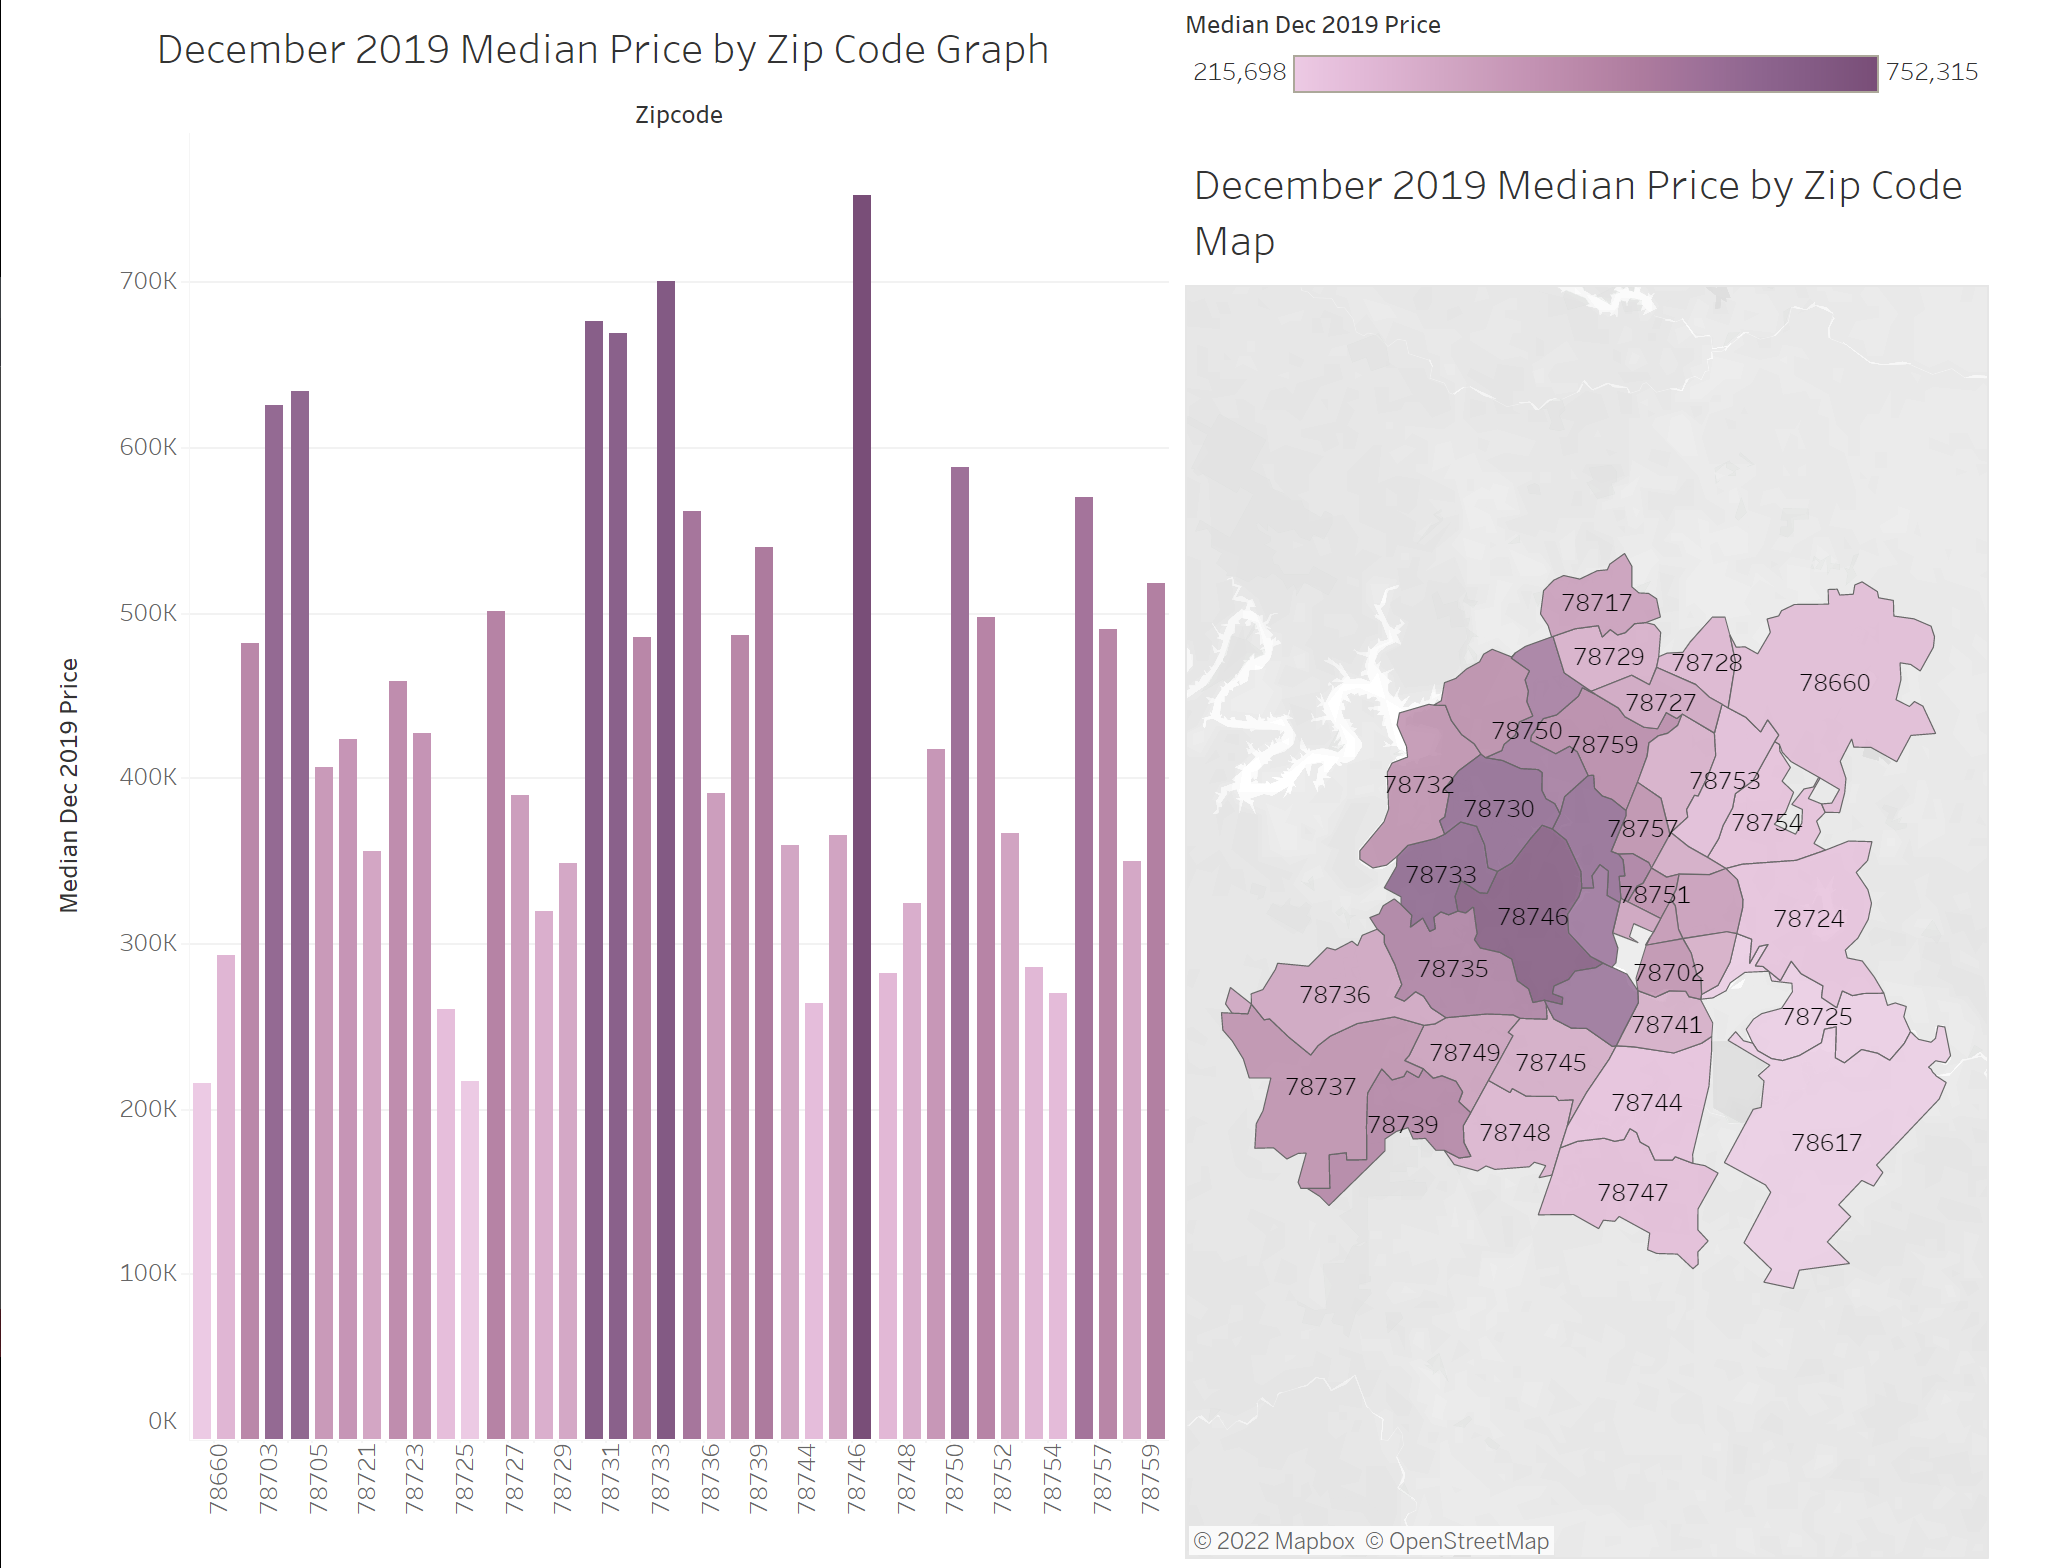 December 2019 Median Price by Zip Code Graph
Zipcode
Median Dec 2019 Price
700K
600K
500K
400K
300K
200K
100K
0K
78660
78703
78705
78721
78723
78725
78727
78729
78731
78733
78736
78739
78744
78746
78748
78750
78752
78754
78757
78759
Median Dec 2019 Price
215,698 752,315
December 2019 Median Price by Zip Code
Map
78717
78729 78728
78660
78727
78750 78759
78732 78753
78730
78757 78754
78733
78751
78746 78724
78735 78702
78736
78741 78725
78749 78745
78737
78744
78739 78748
78617
78747
© 2022 Mapbox © OpenStreetMap